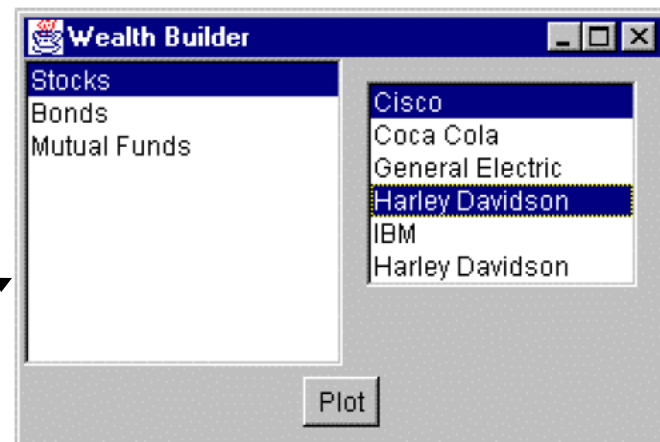 Wealth Builder
Stocks
Bonds
Mutual Funds
Cisco
Coca Cola
General Electric
Harley Davidson
IBM
Harley Davidson
Plot